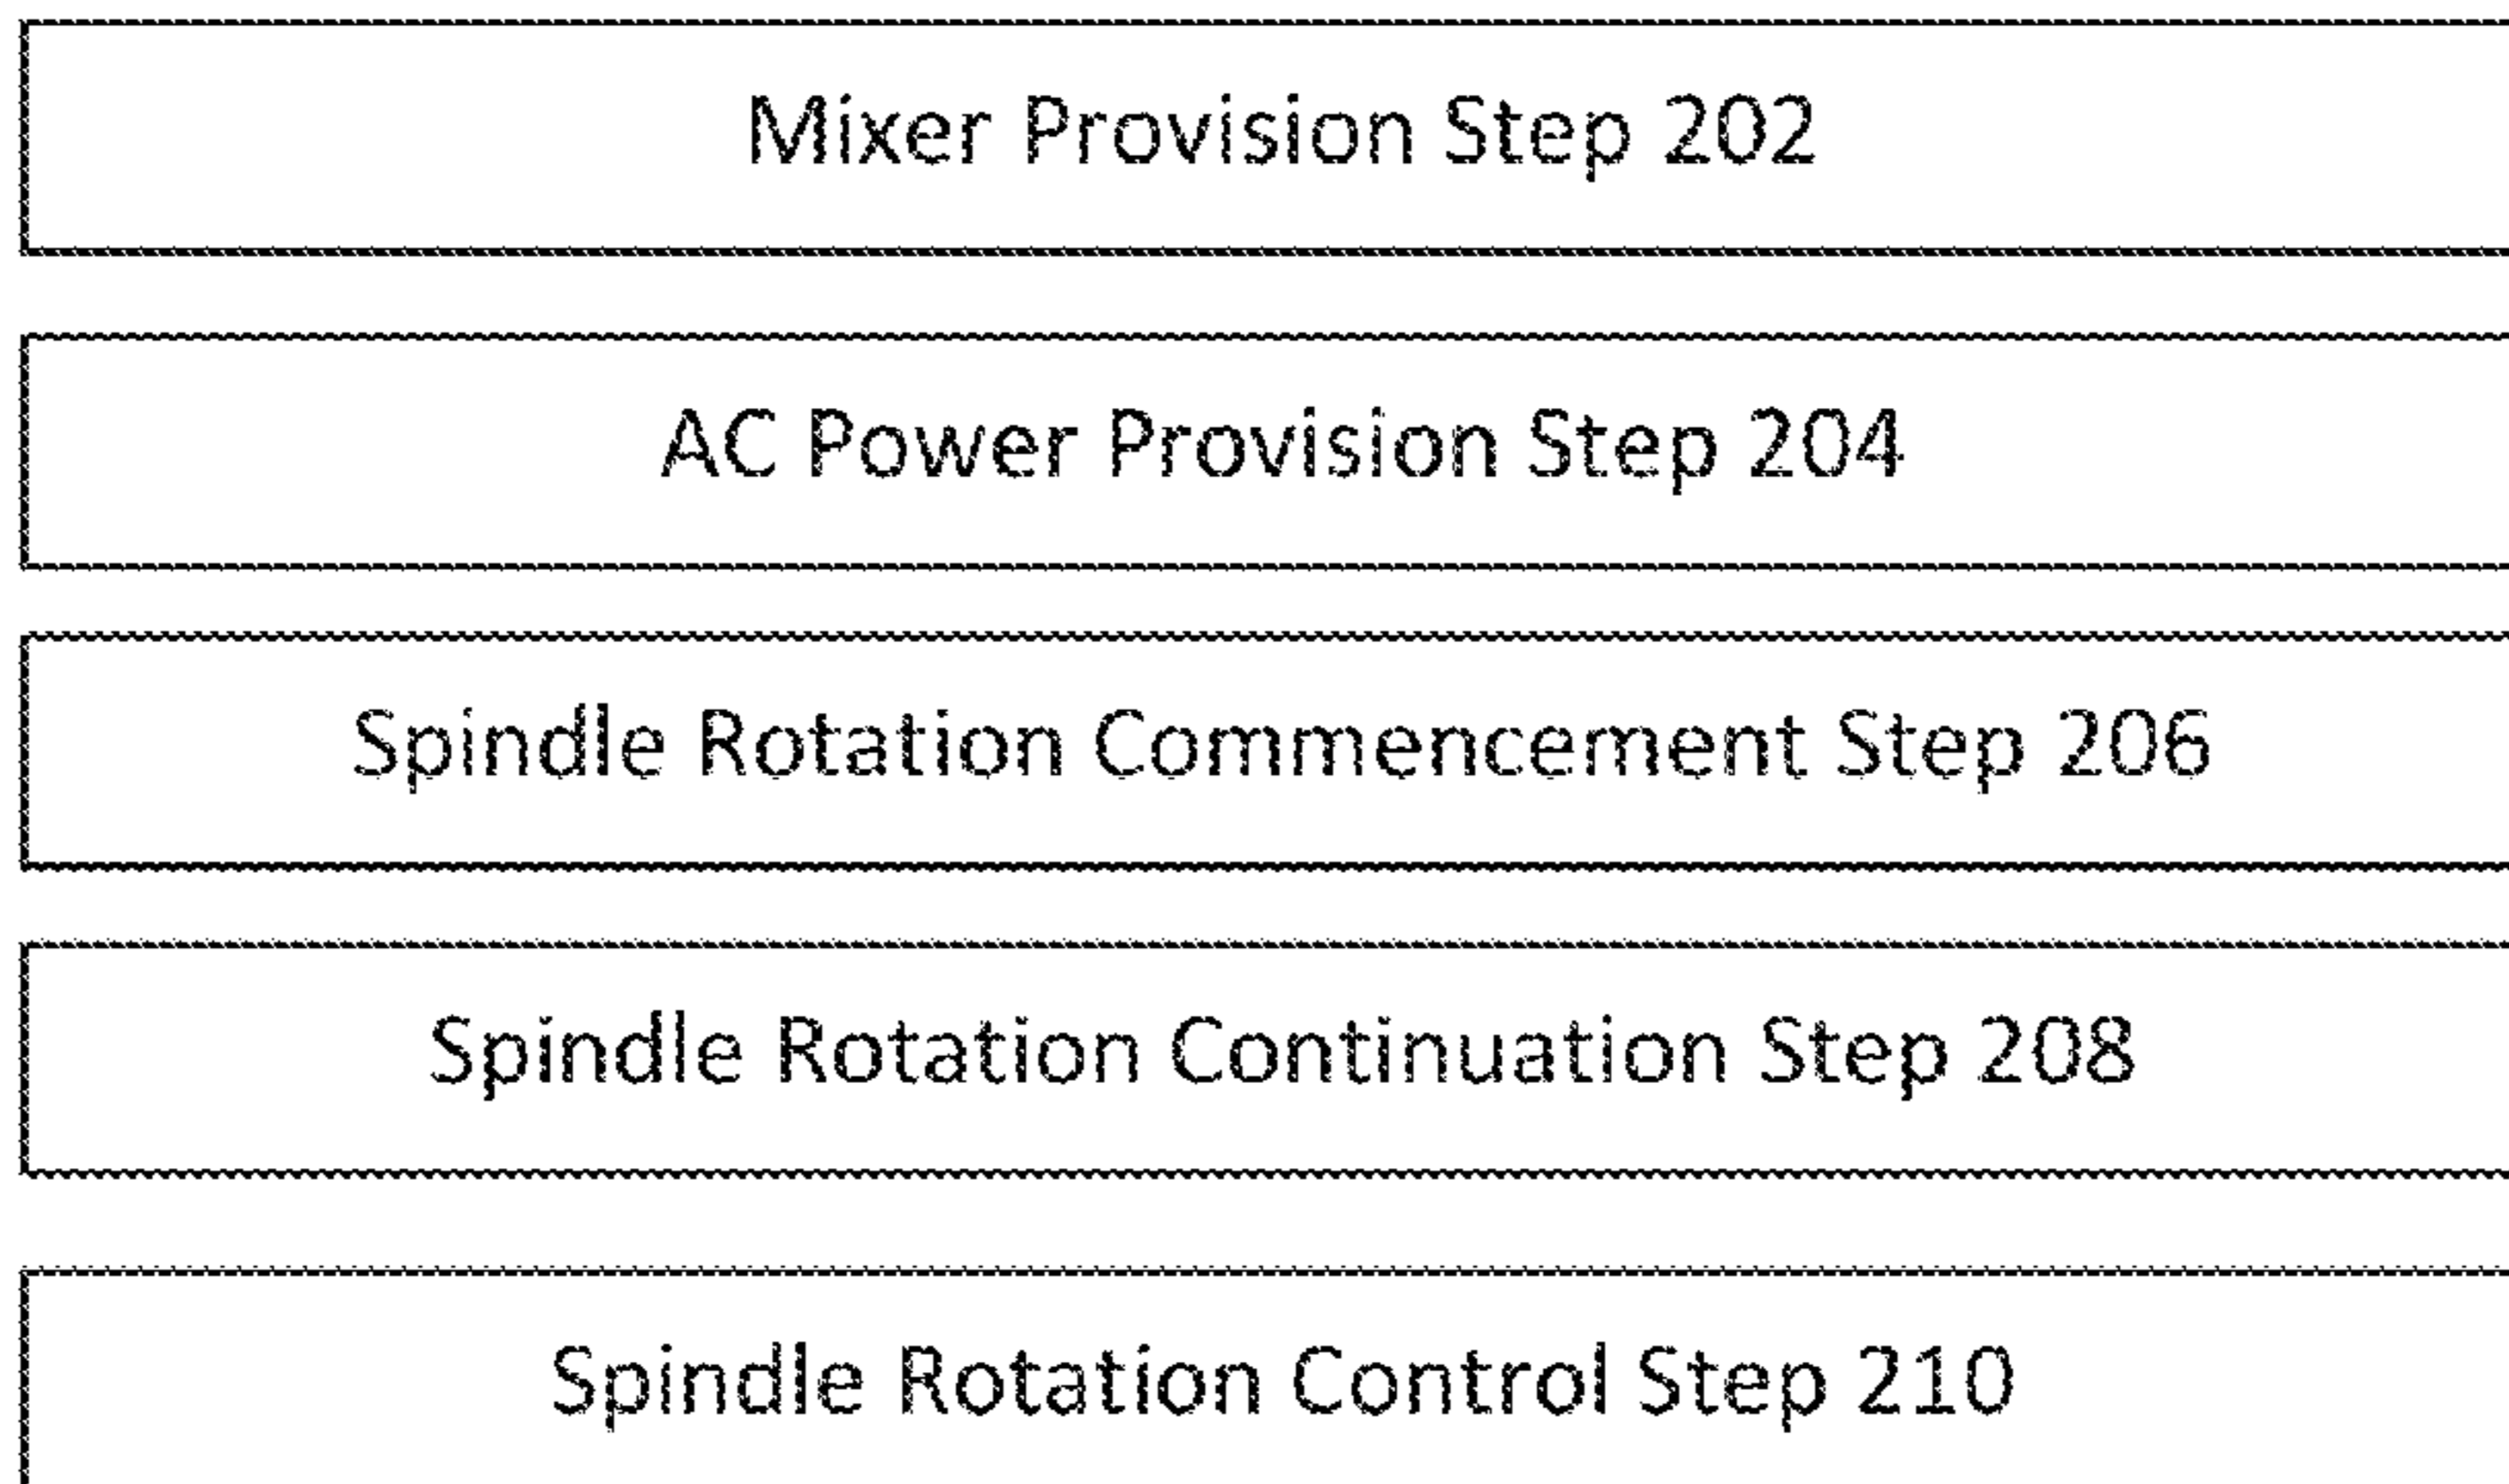 Mixer Provision Step 202
AC Power Provision Step 204
Spindle Rotation Commencement Step 206
Spindle Rotation Continuation Step 208
Spindle Rotation Control Step 210